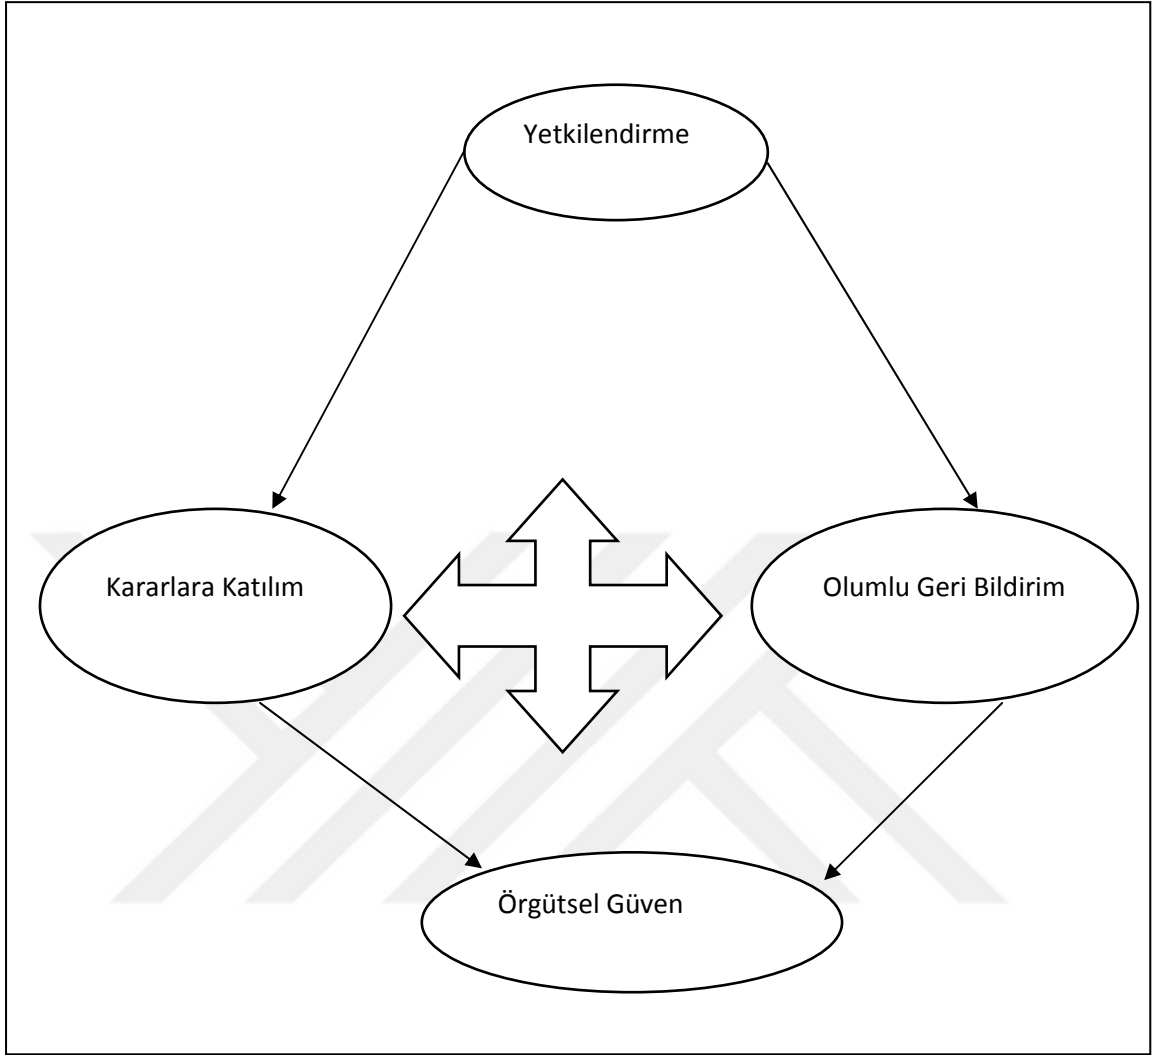 Yetkilendirme
Kararlara Katılım
Olumlu Geri Bildirim
Örgütsel Güven